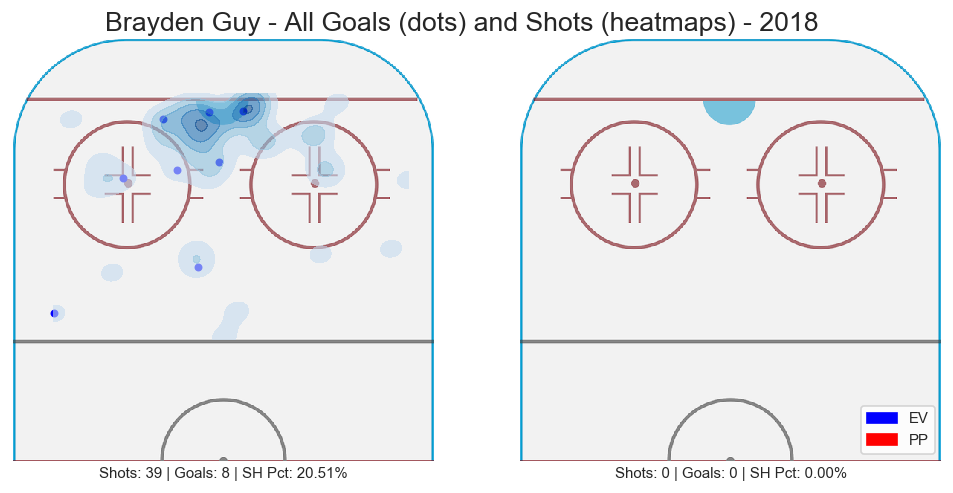 Brayden Guy - All Goals (dots) and Shots (heatmaps) - 2018
EV
PP
Shots: 39 | Goals: 8 | SH Pct: 20.51%
Shots: 0 | Goals: 0 | SH Pct: 0.00%